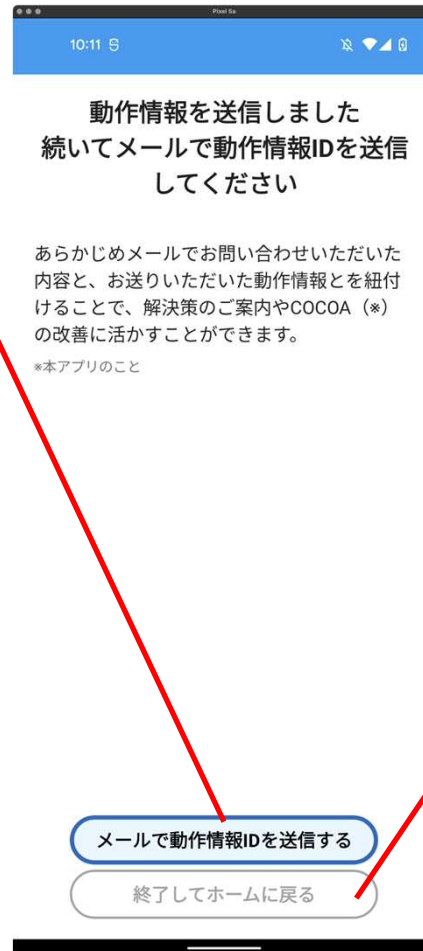 Pixel 5a
10:11
動作情報を送信しました
続いてメールで動作情報IDを送信
してください
あらかじめメールでお問い合わせいただいた
内容と、お送りいただいた動作情報とを紐付
けることで、解決策のご案内やCOCOA（※）
の改善に活かすことができます。
※本アプリのこと
メールで動作情報IDを送信する
終了してホームに戻る